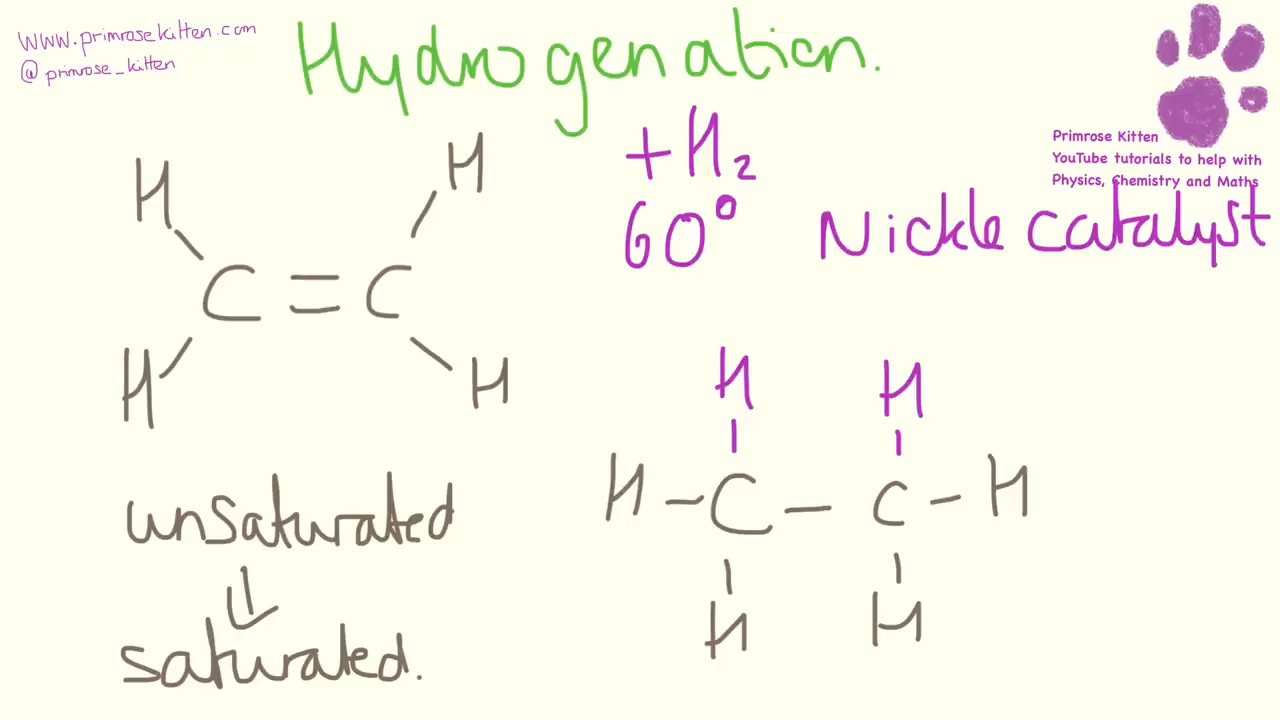 www.primrosekitten.com
@primrose_kitten
Hydrogenation.
Primrose Kitten
YouTube tutorials to help with
Physics, Chemistry and Maths
+H₂
60° Nickle catalyst
H H
C = C
H H
H H
H - C - C - H
H H
unsaturated
saturated.